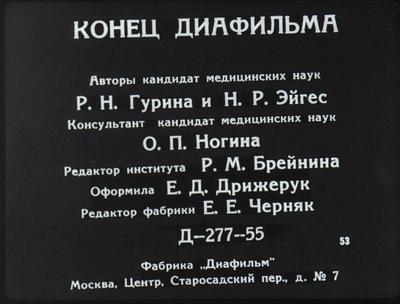 КОНЕЦ ДИАФИЛЬМА
Авторы кандидат медицинских наук
Р. Н. Гурина и Н. Р. Эйгес
Консультант кандидат медицинских наук
О. П. Ногина
Редактор института Р. М. Брейнина
Оформила Е. Д. Дрижерук
Редактор фабрики Е. Е. Черняк
Д—277—55
53
Фабрика „Диафильм"
Москва, Центр, Старосадский пер., д. № 7